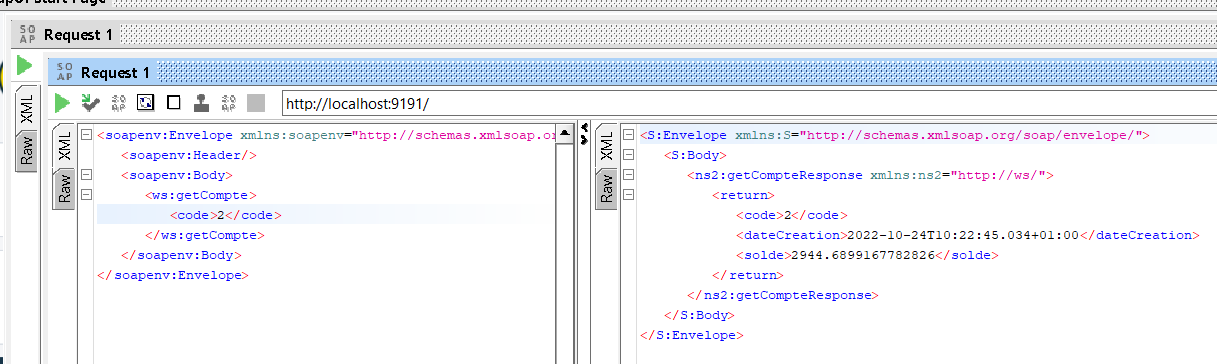 Start Page
SO AP Request 1
SO AP Request 1
http://localhost:9191/
XML
Raw
XML
Raw
<soapenv:Envelope xmlns:soapenv="http://schemas.xmlsoap.or
<soapenv:Header/>
<soapenv:Body>
<ws:getCompte>
<code>2</code>
</ws:getCompte>
</soapenv:Body>
</soapenv:Envelope>
XML
Raw
<S:Envelope xmlns:S="http://schemas.xmlsoap.org/soap/envelope/">
<S:Body>
<ns2:getCompteResponse xmlns:ns2="http://ws/">
<return>
<code>2</code>
<dateCreation>2022-10-24T10:22:45.034+01:00</dateCreation>
<solde>2944.6899167782826</solde>
</return>
</ns2:getCompteResponse>
</S:Body>
</S:Envelope>